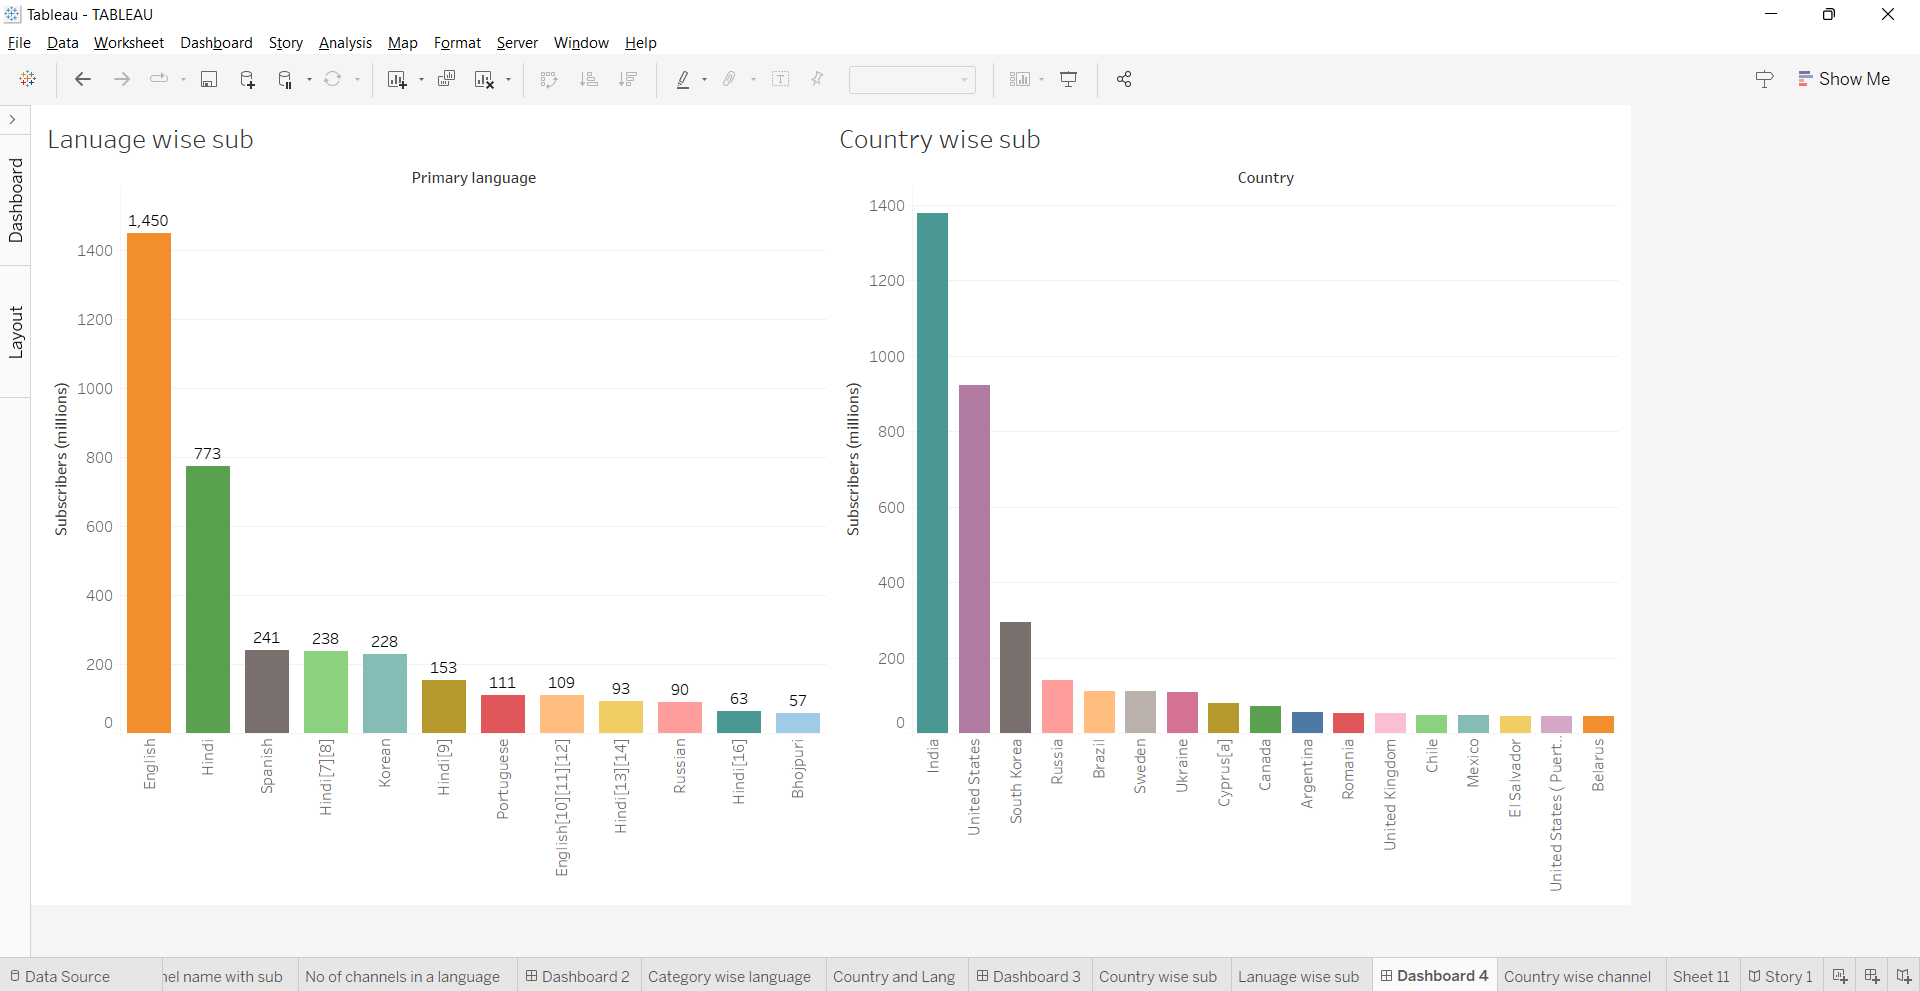 Tableau - TABLEAU
File Data Worksheet Dashboard Story Analysis Map Format Server Window Help
Show Me
Dashboard
Layout
Lanuage wise sub
Primary language
Subscribers (millions)
1400
1200
1000
800
600
400
200
0
1,450
773
241
238
228
153
111
109
93
90
63
57
English
Hindi
Spanish
Hindi[7][8]
Korean
Hindi[9]
Portuguese
English[10][11][12]
Hindi[13][14]
Russian
Hindi[16]
Bhojpuri
Country wise sub
Country
Subscribers (millions)
1400
1200
1000
800
600
400
200
0
India
United States
South Korea
Russia
Brazil
Sweden
Ukraine
Cyprus[a]
Canada
Argentina
Romania
United Kingdom
Chile
Mexico
El Salvador
United States ( Puert..
Belarus
Data Source
nel name with sub
No of channels in a language
Dashboard 2
Category wise language
Country and Lang
Dashboard 3
Country wise sub
Lanuage wise sub
Dashboard 4
Country wise channel
Sheet 11
Story 1